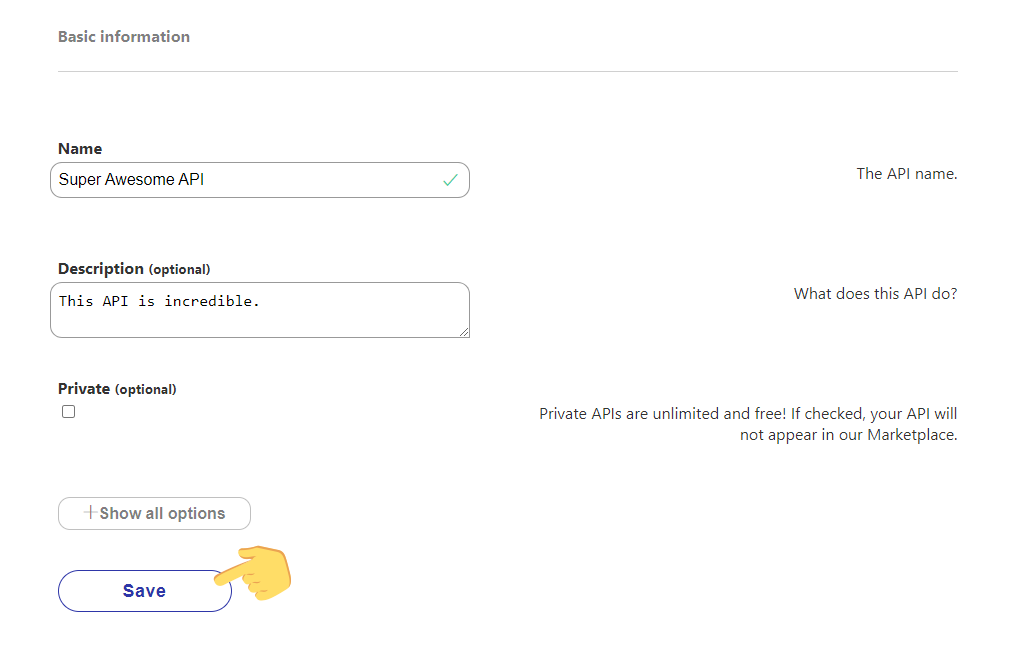 Basic information
Name
Super Awesome API
The API name.
Description (optional)
This API is incredible.
What does this API do?
Private (optional)
Private APIs are unlimited and free! If checked, your API will
not appear in our Marketplace.
+Show all options
Save